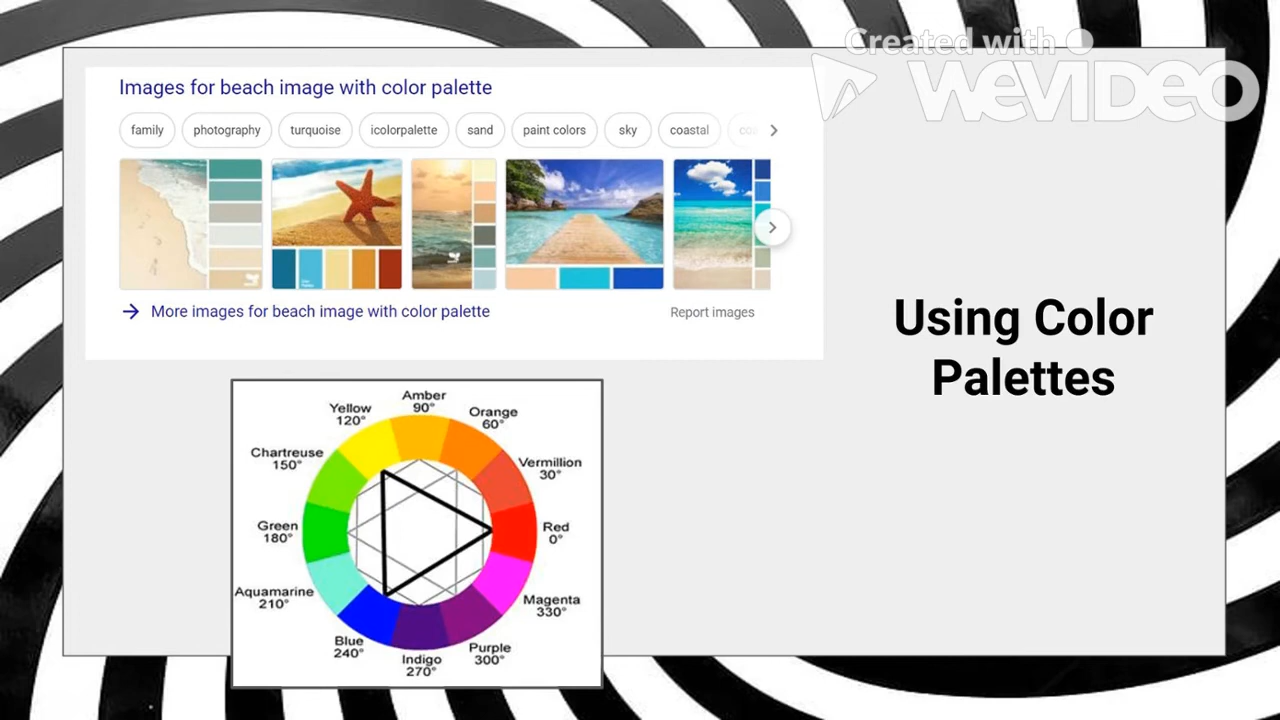 Created with
WEVIDEO
Images for beach image with color palette
family photography turquoise icolorpalette sand paint colors sky coastal
More images for beach image with color palette
Report images
Using Color
Palettes
Amber
90°
Yellow
120°
Orange
60°
Chartreuse
150°
Vermillion
30°
Green
180°
Red
0°
Aquamarine
210°
Magenta
330°
Blue
240°
Purple
300°
Indigo
270°